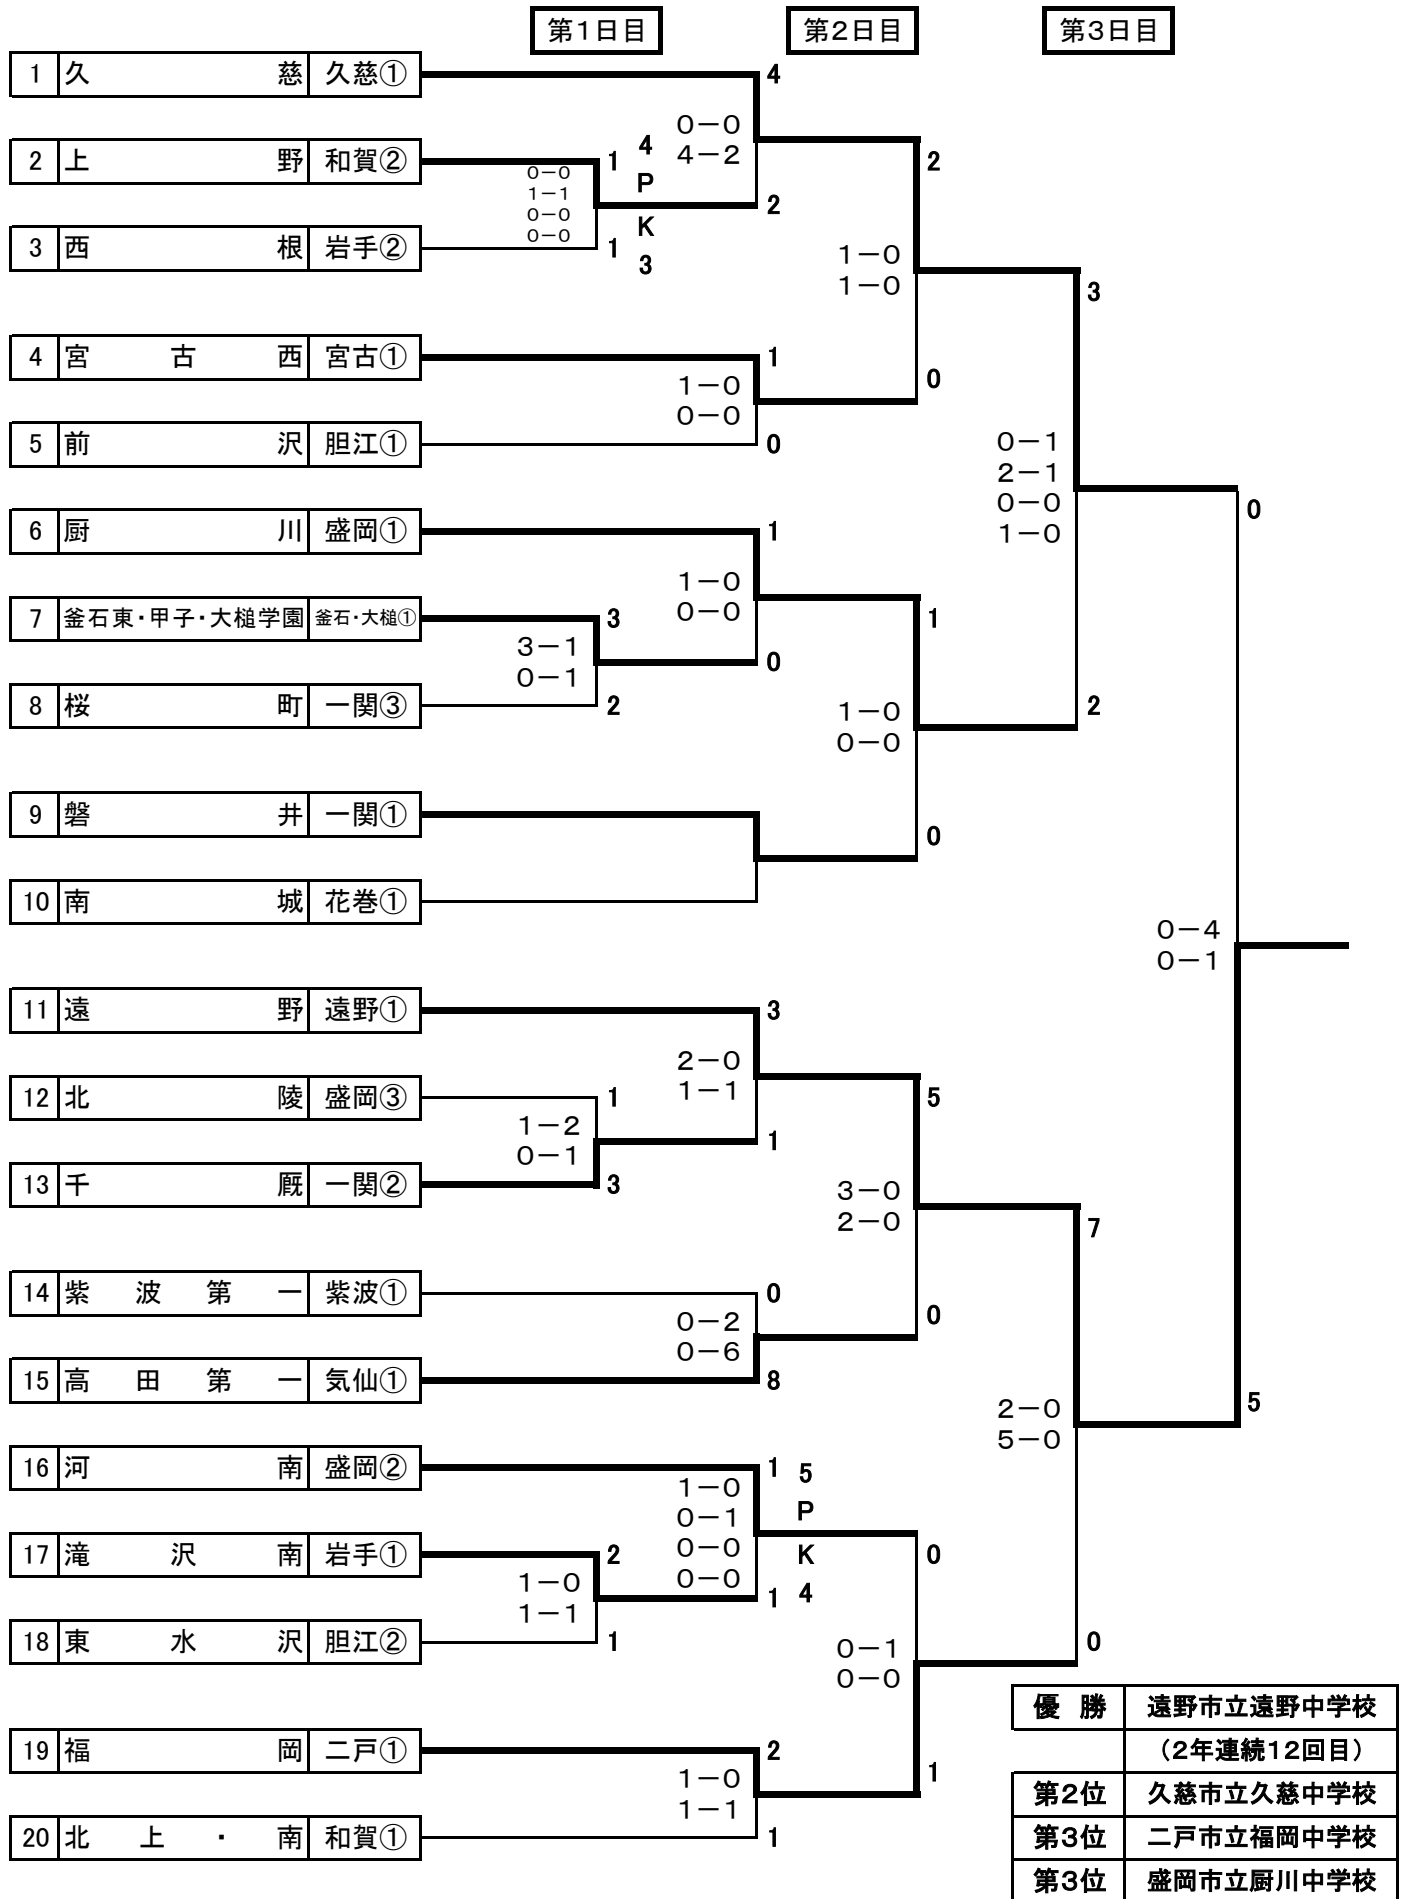 第1日目 第2日目 第3日目
1 久慈 久慈① 4
0－0
4－2
2 上野 和賀② 1 4 2
0－0
1－1 P
0－0 2
0－0 K
3 西根 岩手② 1 3
1－0
1－0
3
4 宮古西 宮古① 1
1－0 0
0－0
5 前沢 胆江① 0
0－1
2－1
0－0
1－0
0
6 厨川 盛岡① 1
1－0
0－0
7 釜石東・甲子・大槌学園 釜石・大槌① 3 1
3－1 0
0－1
8 桜町 一関③ 2 2
1－0
0－0
9 磐井 一関①
0
10 南城 花巻①
0－4
0－1
11 遠野 遠野① 3
2－0
1－1
12 北陵 盛岡③ 1 5
1－2 1
0－1
13 千厩 一関② 3
3－0
2－0
7
14 紫波第一 紫波① 0
0－2 0
0－6
15 高田第一 気仙① 8
2－0 5
5－0
16 河南 盛岡② 1 5
1－0
0－1 P
0－0 K
0－0
17 滝沢南 岩手① 2 0
1－0 1 4
1－1
18 東水沢 胆江② 1 0
0－1
0－0
19 福岡 二戸① 2
1－0 1
1－1
20 北上・南 和賀① 1
優勝 遠野市立遠野中学校
（2年連続12回目）
第2位 久慈市立久慈中学校
第3位 二戸市立福岡中学校
第3位 盛岡市立厨川中学校